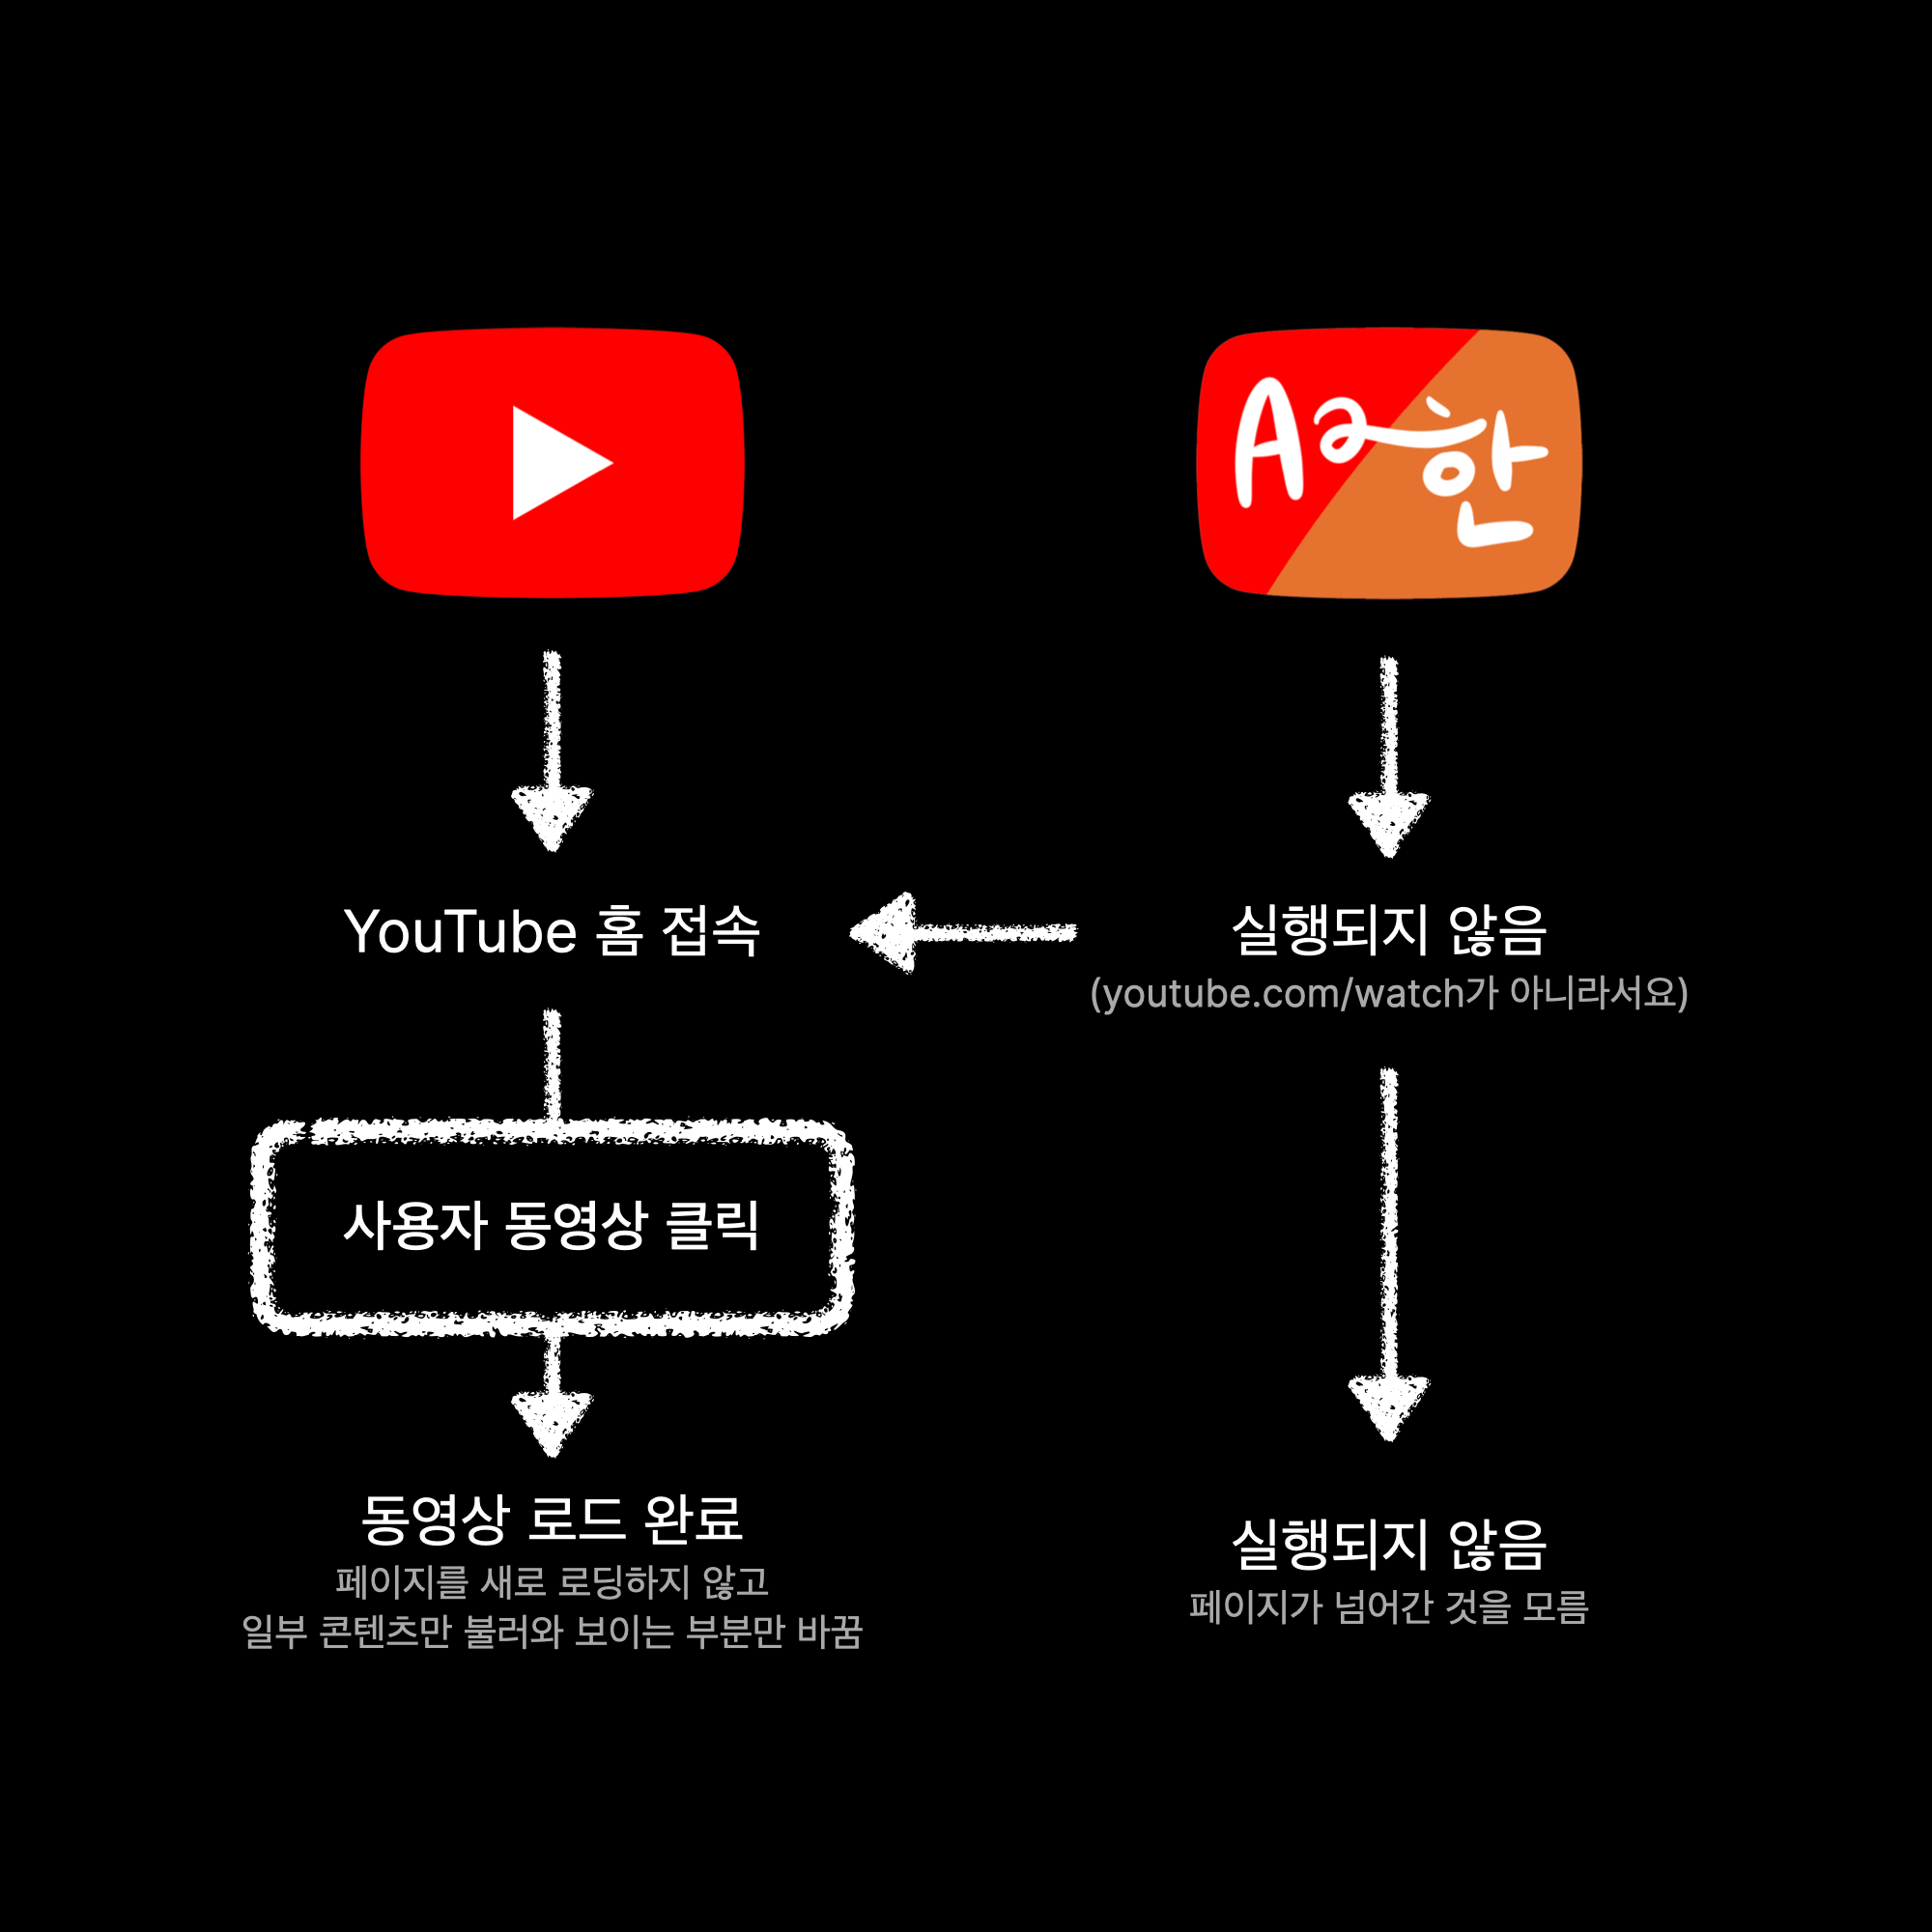 Aa한
YouTube 홈 접속
실행되지 않음
(youtube.com/watch가 아니라서요)
사용자 동영상 클릭
동영상 로드 완료
페이지를 새로 로딩하지 않고
일부 콘텐츠만 불러와 보이는 부분만 바꿈
실행되지 않음
페이지가 넘어간 것을 모름